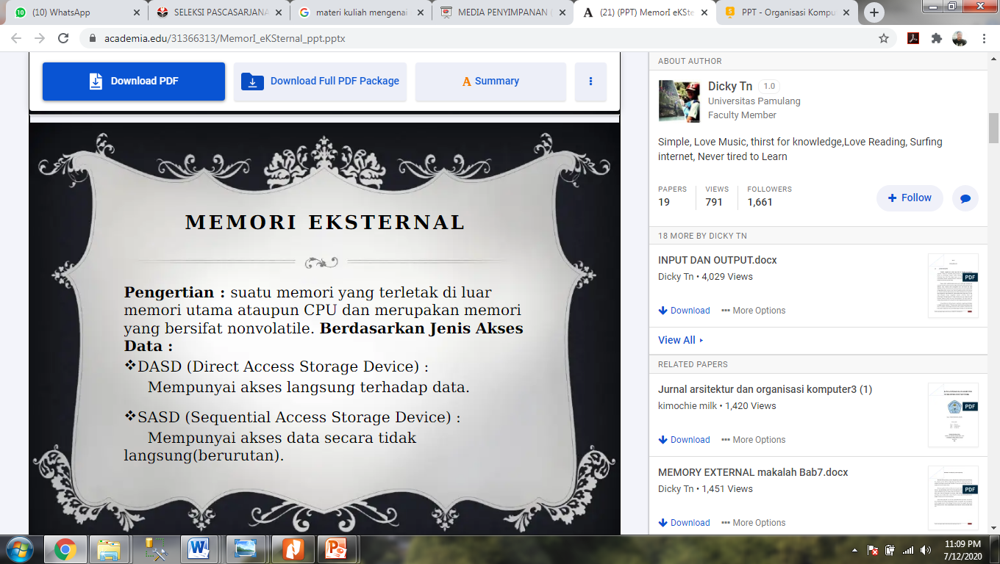 (10) WhatsApp
SELEKSI PASCASARJANA
materi kuliah mengenai
MEDIA PENYIMPANAN (
(21) (PPT) MemorI eKSte
PPT - Organisasi Kompu
academia.edu/31366313/MemorI_eKSternal_ppt.pptx
Download PDF
Download Full PDF Package
Summary
MEMORI EKSTERNAL
Pengertian : suatu memori yang terletak di luar
memori utama ataupun CPU dan merupakan memori
yang bersifat nonvolatile. Berdasarkan Jenis Akses
Data :
❖DASD (Direct Access Storage Device) :
Mempunyai akses langsung terhadap data.
❖SASD (Sequential Access Storage Device) :
Mempunyai akses data secara tidak
langsung(berurutan).
ABOUT AUTHOR
Dicky Tn 1.0
Universitas Pamulang
Faculty Member
Simple, Love Music, thirst for knowledge,Love Reading, Surfing
internet, Never tired to Learn
PAPERS VIEWS FOLLOWERS
19 791 1,661
+ Follow
18 MORE BY DICKY TN
INPUT DAN OUTPUT.docx
Dicky Tn • 4,029 Views
PDF
Download More Options
View All
RELATED PAPERS
Jurnal arsitektur dan organisasi komputer3 (1)
kimochie milk • 1,420 Views
PDF
Download More Options
MEMORY EXTERNAL makalah Bab7.docx
Dicky Tn • 1,451 Views
PDF
Download More Options
11:09 PM
7/12/2020